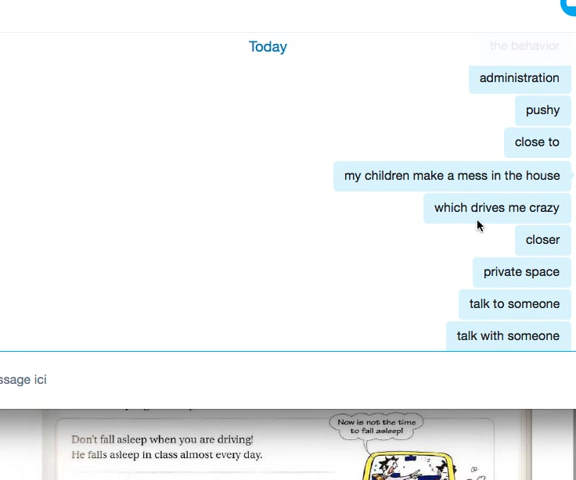 Today
the behavior
administration
pushy
close to
my children make a mess in the house
which drives me crazy
closer
private space
talk to someone
talk with someone
ssage ici
Now is not the time
to fall asleep!
Don't fall asleep when you are driving!
He falls asleep in class almost every day.